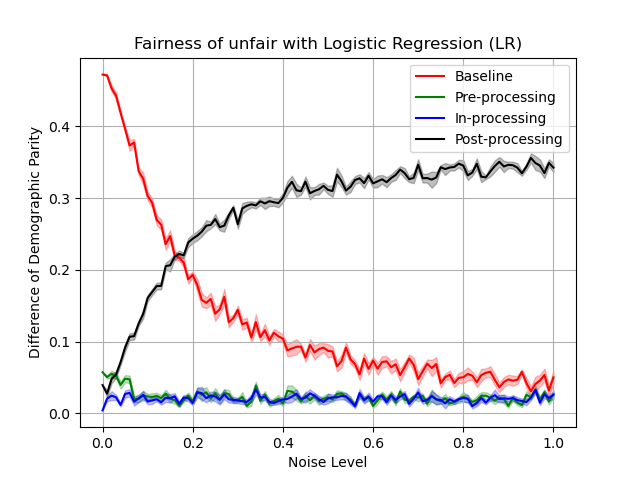 Fairness of unfair with Logistic Regression (LR)
Baseline
Pre-processing
In-processing
Post-processing
Difference of Demographic Parity
0.4
0.3
0.2
0.1
0.0
0.0 0.2 0.4 0.6 0.8 1.0
Noise Level